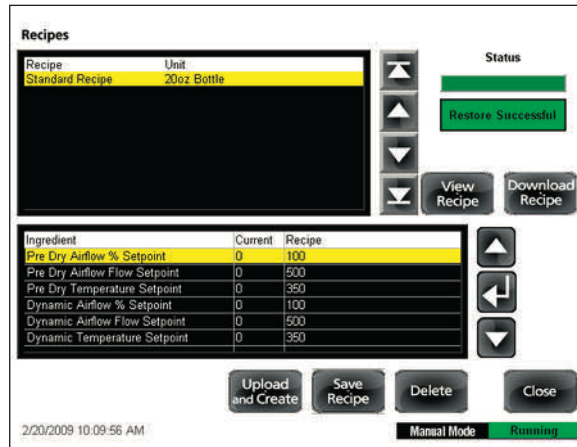 Recipes
Recipe Unit
Standard Recipe 20oz Bottle
Status
Restore Successful
View Recipe
Download Recipe
Ingredient Current Recipe
Pre Dry Airflow % Setpoint 0 100
Pre Dry Airflow Flow Setpoint 0 500
Pre Dry Temperature Setpoint 0 350
Dynamic Airflow % Setpoint 0 100
Dynamic Airflow Flow Setpoint 0 500
Dynamic Temperature Setpoint 0 350
Upload and Create
Save Recipe
Delete
Close
2/20/2009 10:09:56 AM
Manual Mode
Running